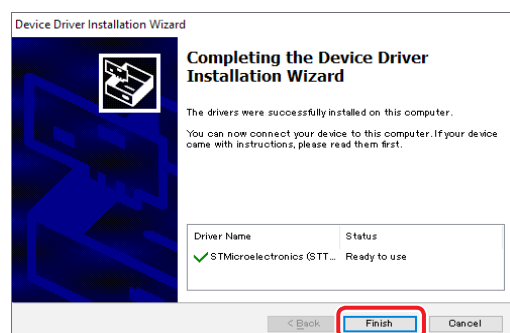 Device Driver Installation Wizard
Completing the Device Driver
Installation Wizard
The drivers were successfully installed on this computer.
You can now connect your device to this computer. If your device
came with instructions, please read them first.
Driver Name Status
STMicroelectronics (STT... Ready to use
< Back Finish Cancel